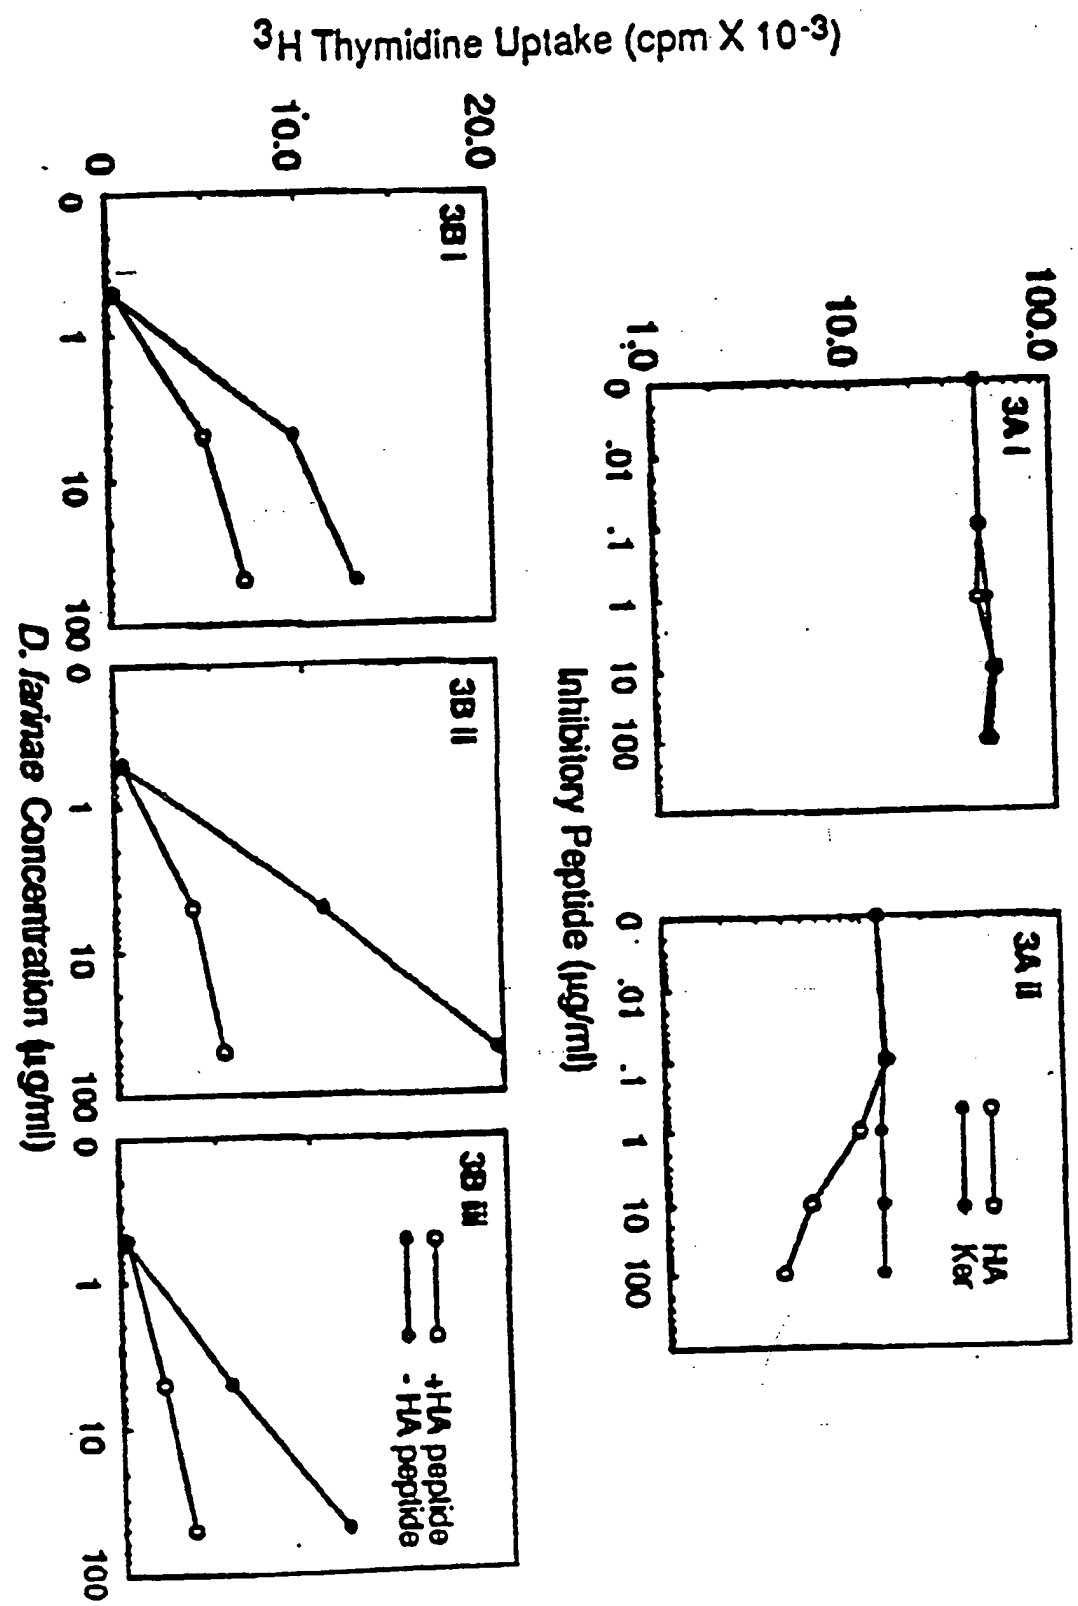 ³H Thymidine Uptake (cpm X 10⁻³)
100.0
10.0
1.0
3A I
0 .01 .1 1 10 100
3A II
HA
Ker
0 .01 .1 1 10 100
Inhibitory Peptide (µg/ml)
20.0
10.0
0
3B I
0 1 10 100
3B II
0 1 10 100
3B III
+HA peptide
- HA peptide
0 1 10 100
D. farinae Concentration (µg/ml)